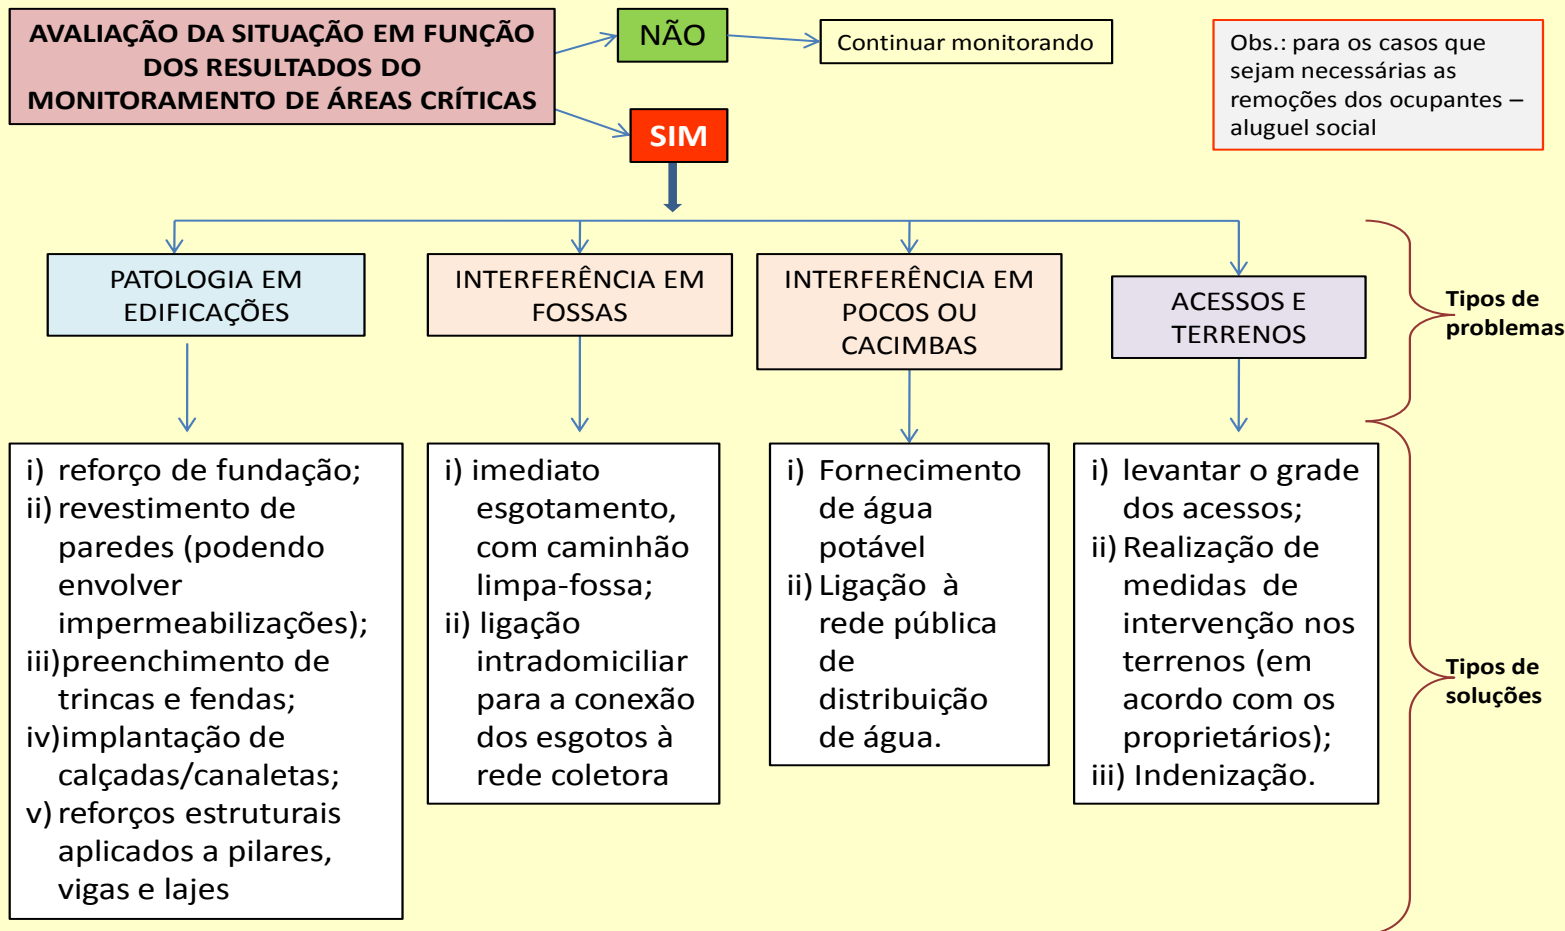 AVALIAÇÃO DA SITUAÇÃO EM FUNÇÃO
DOS RESULTADOS DO
MONITORAMENTO DE ÁREAS CRÍTICAS
NÃO
Continuar monitorando
Obs.: para os casos que
sejam necessárias as
remoções dos ocupantes –
aluguel social
SIM
PATOLOGIA EM
EDIFICAÇÕES
INTERFERÊNCIA EM
FOSSAS
INTERFERÊNCIA EM
POCOS OU
CACIMBAS
ACESSOS E
TERRENOS
Tipos de
problemas
i) reforço de fundação;
ii) revestimento de
paredes (podendo
envolver
impermeabilizações);
iii)preenchimento de
trincas e fendas;
iv)implantação de
calçadas/canaletas;
v) reforços estruturais
aplicados a pilares,
vigas e lajes
i) imediato
esgotamento,
com caminhão
limpa-fossa;
ii) ligação
intradomiciliar
para a conexão
dos esgotos à
rede coletora
i) Fornecimento
de água
potável
ii) Ligação à
rede pública
de
distribuição
de água.
i) levantar o grade
dos acessos;
ii) Realização de
medidas de
intervenção nos
terrenos (em
acordo com os
proprietários);
iii) Indenização.
Tipos de
soluções